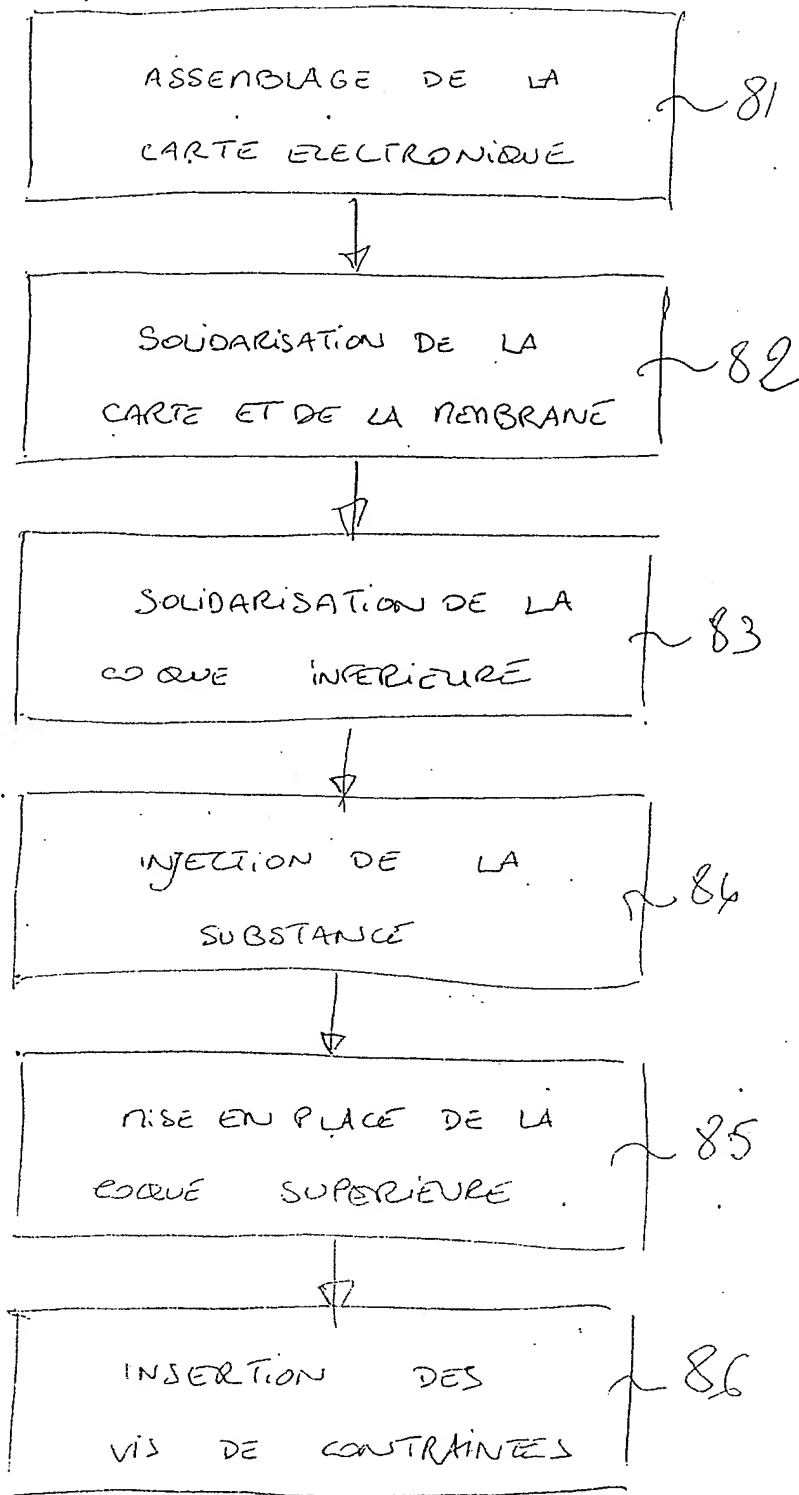 ASSEMBLAGE DE LA
CARTE ELECTRONIQUE
81
SOLIDARISATION DE LA
CARTE ET DE LA MEMBRANE
82
SOLIDARISATION DE LA
COQUE INFERIEURE
83
INJECTION DE LA
SUBSTANCE
84
MISE EN PLACE DE LA
COQUE SUPERIEURE
85
INSERTION DES
VIS DE CONTRAINTES
86